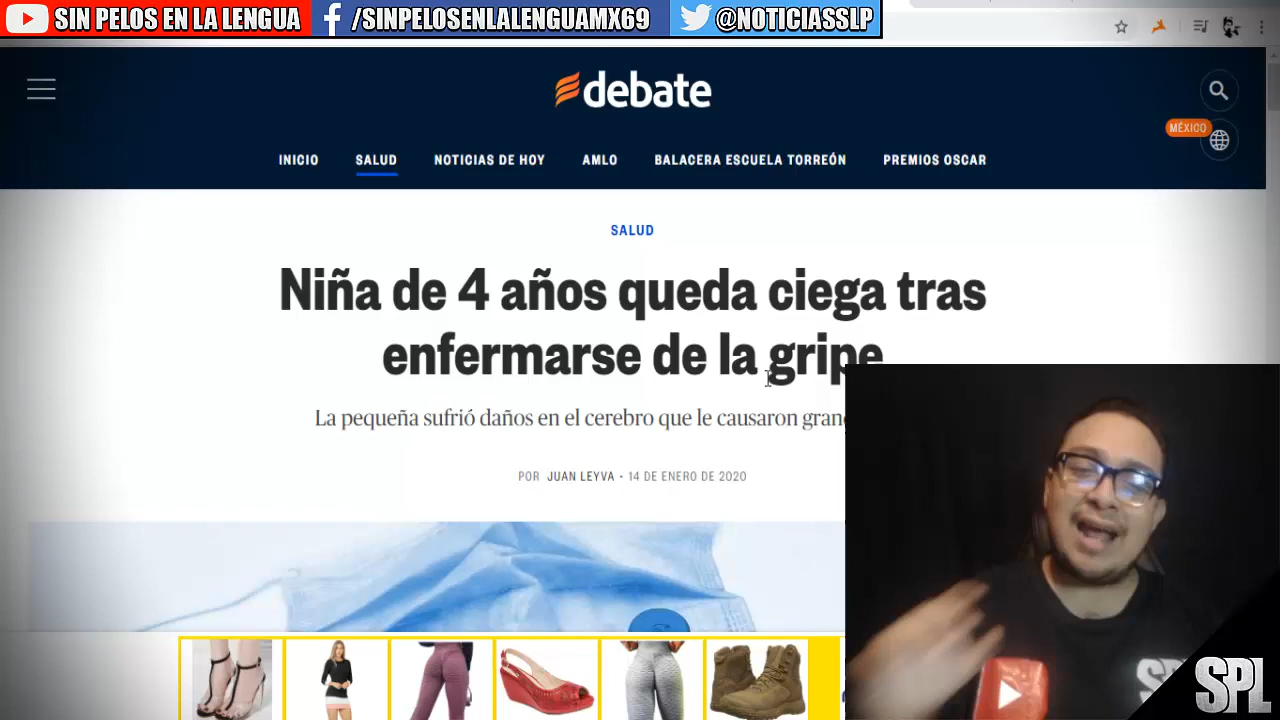 SIN PELOS EN LA LENGUA
/SINPELOSENLALENGUAMX69
@NOTICIASSLP
debate
MÉXICO
INICIO
SALUD
NOTICIAS DE HOY
AMLO
BALACERA ESCUELA TORREÓN
PREMIOS OSCAR
SALUD
Niña de 4 años queda ciega tras
enfermarse de la gripe
La pequeña sufrió daños en el cerebro que le causaron
POR JUAN LEYVA - 14 DE ENERO DE 2020
SPL
SPL